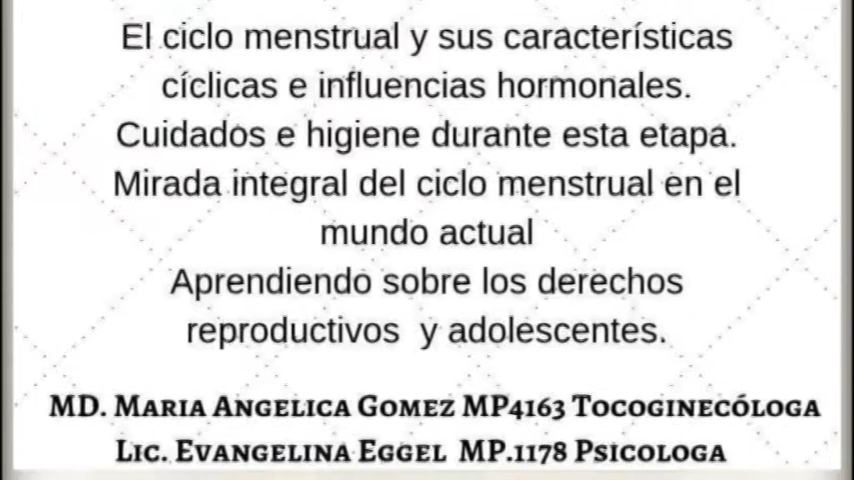 El ciclo menstrual y sus características
cíclicas e influencias hormonales.
Cuidados e higiene durante esta etapa.
Mirada integral del ciclo menstrual en el
mundo actual
Aprendiendo sobre los derechos
reproductivos y adolescentes.
MD. Maria Angelica Gomez MP4163 Tocoginecóloga
Lic. Evangelina Eggel MP.1178 Psicologa